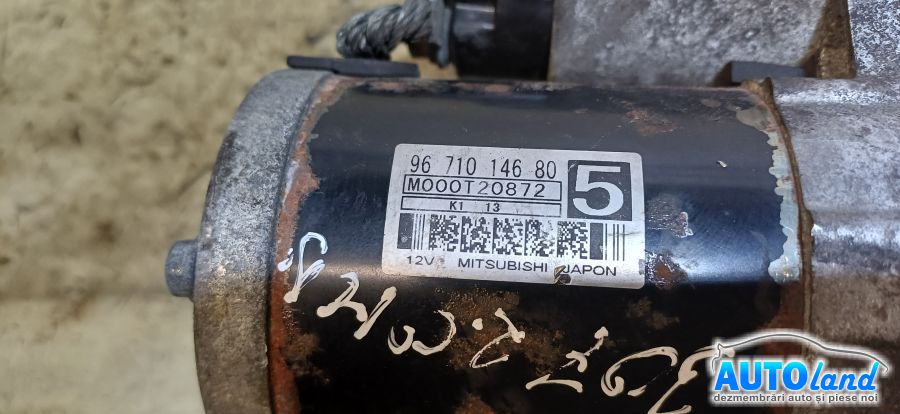 96 710 146 80
5
M000T20872
K1 13
12V MITSUBISHI JAPON
AUTOland
dezmembrări auto și piese noi